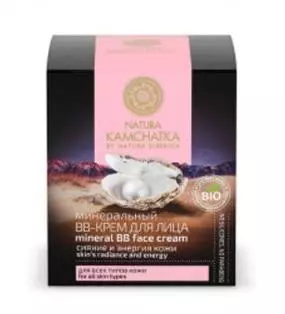 NATURA
KAMCHATKA
BY NATURA SIBERICA
BIO
минеральный
BB-КРЕМ ДЛЯ ЛИЦА
mineral BB face cream
сияние и энергия кожи
skin's radiance and energy
ДЛЯ ВСЕХ ТИПОВ КОЖИ
for all skin types